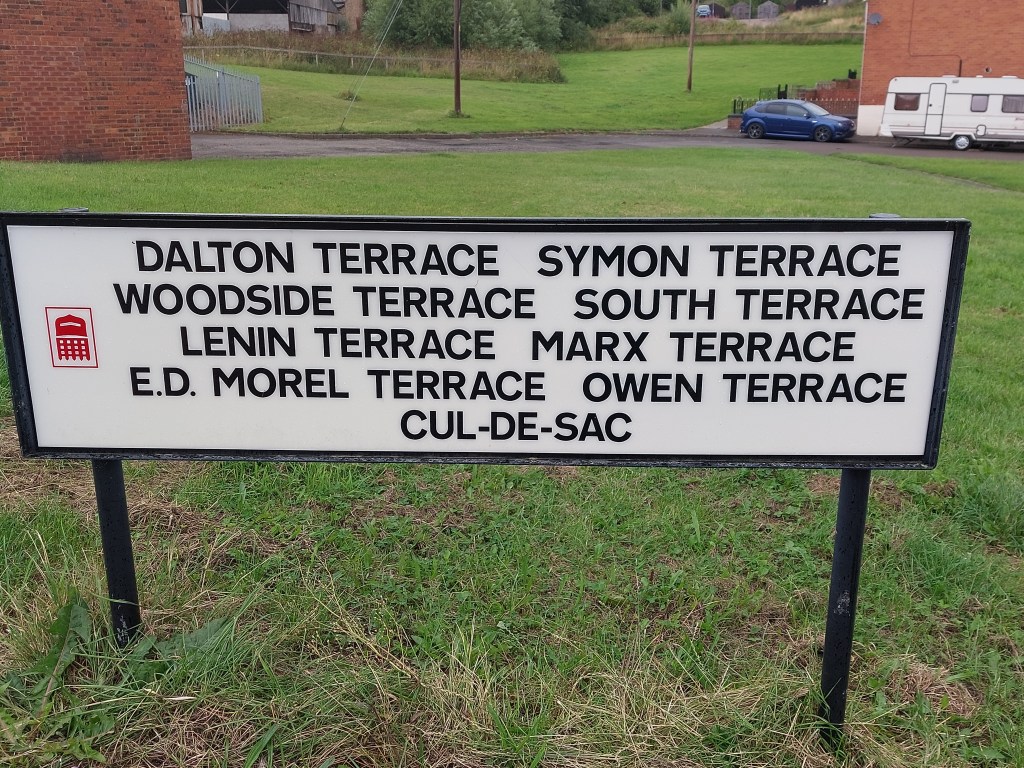 DALTON TERRACE SYMON TERRACE
WOODSIDE TERRACE SOUTH TERRACE
LENIN TERRACE MARX TERRACE
E.D. MOREL TERRACE OWEN TERRACE
CUL-DE-SAC